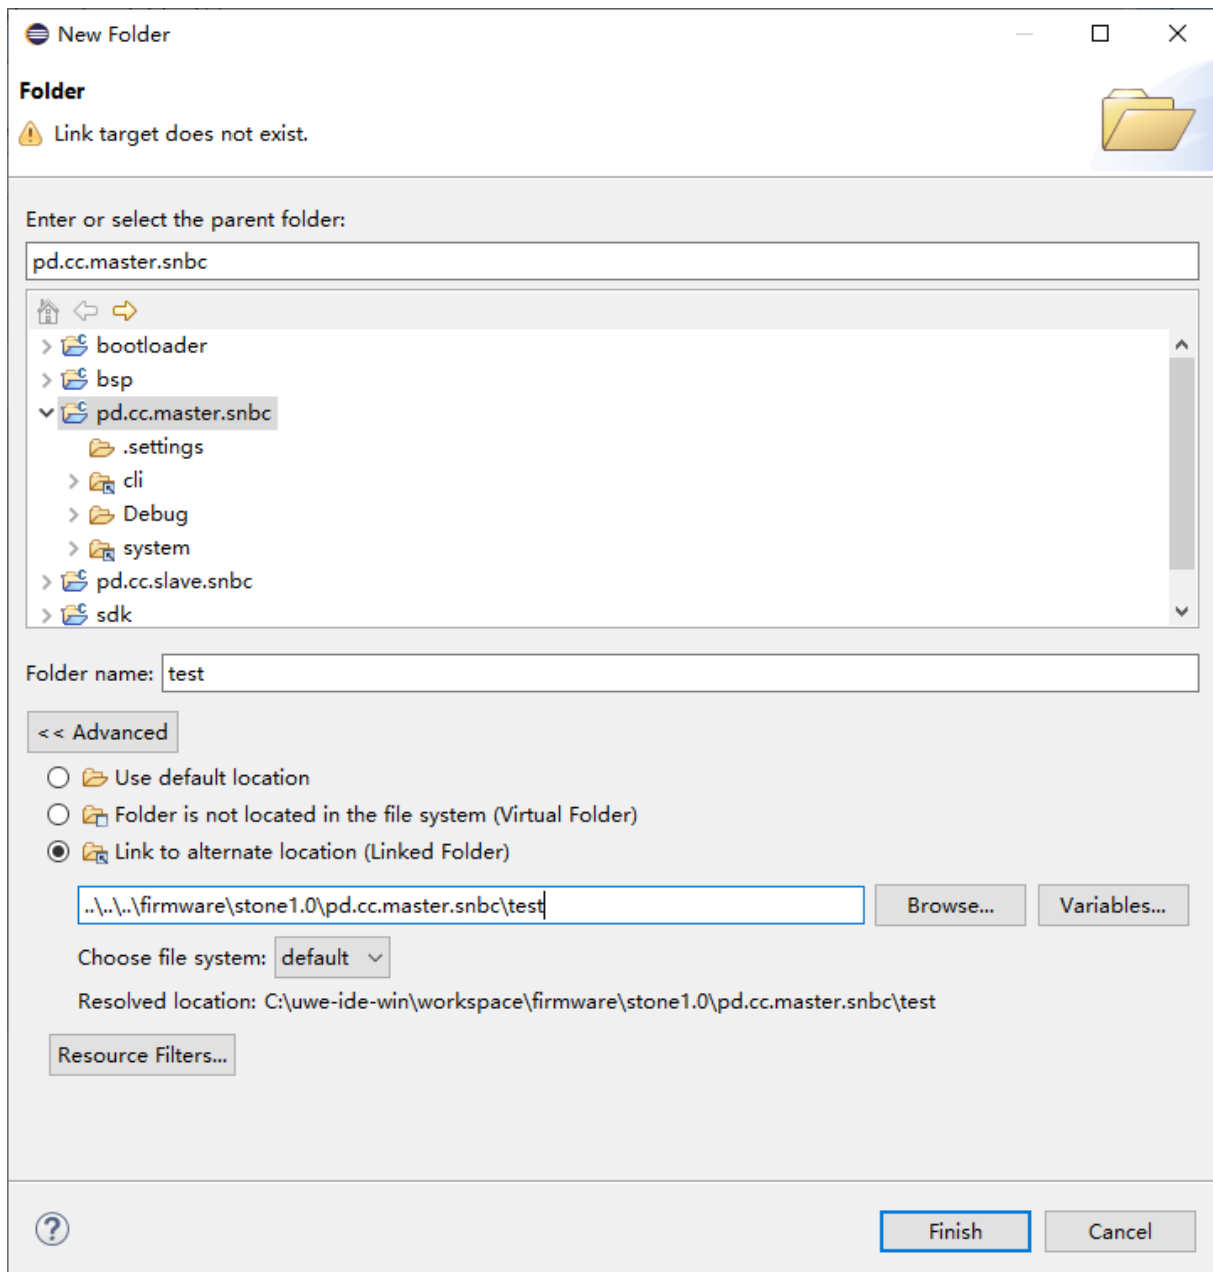 New Folder
Folder
Link target does not exist.
Enter or select the parent folder:
pd.cc.master.snbc
bootloader
bsp
pd.cc.master.snbc
.settings
cli
Debug
system
pd.cc.slave.snbc
sdk
Folder name: test
<< Advanced
Use default location
Folder is not located in the file system (Virtual Folder)
Link to alternate location (Linked Folder)
..\..\..\firmware\stone1.0\pd.cc.master.snbc\test Browse... Variables...
Choose file system: default
Resolved location: C:\uwe-ide-win\workspace\firmware\stone1.0\pd.cc.master.snbc\test
Resource Filters...
Finish Cancel